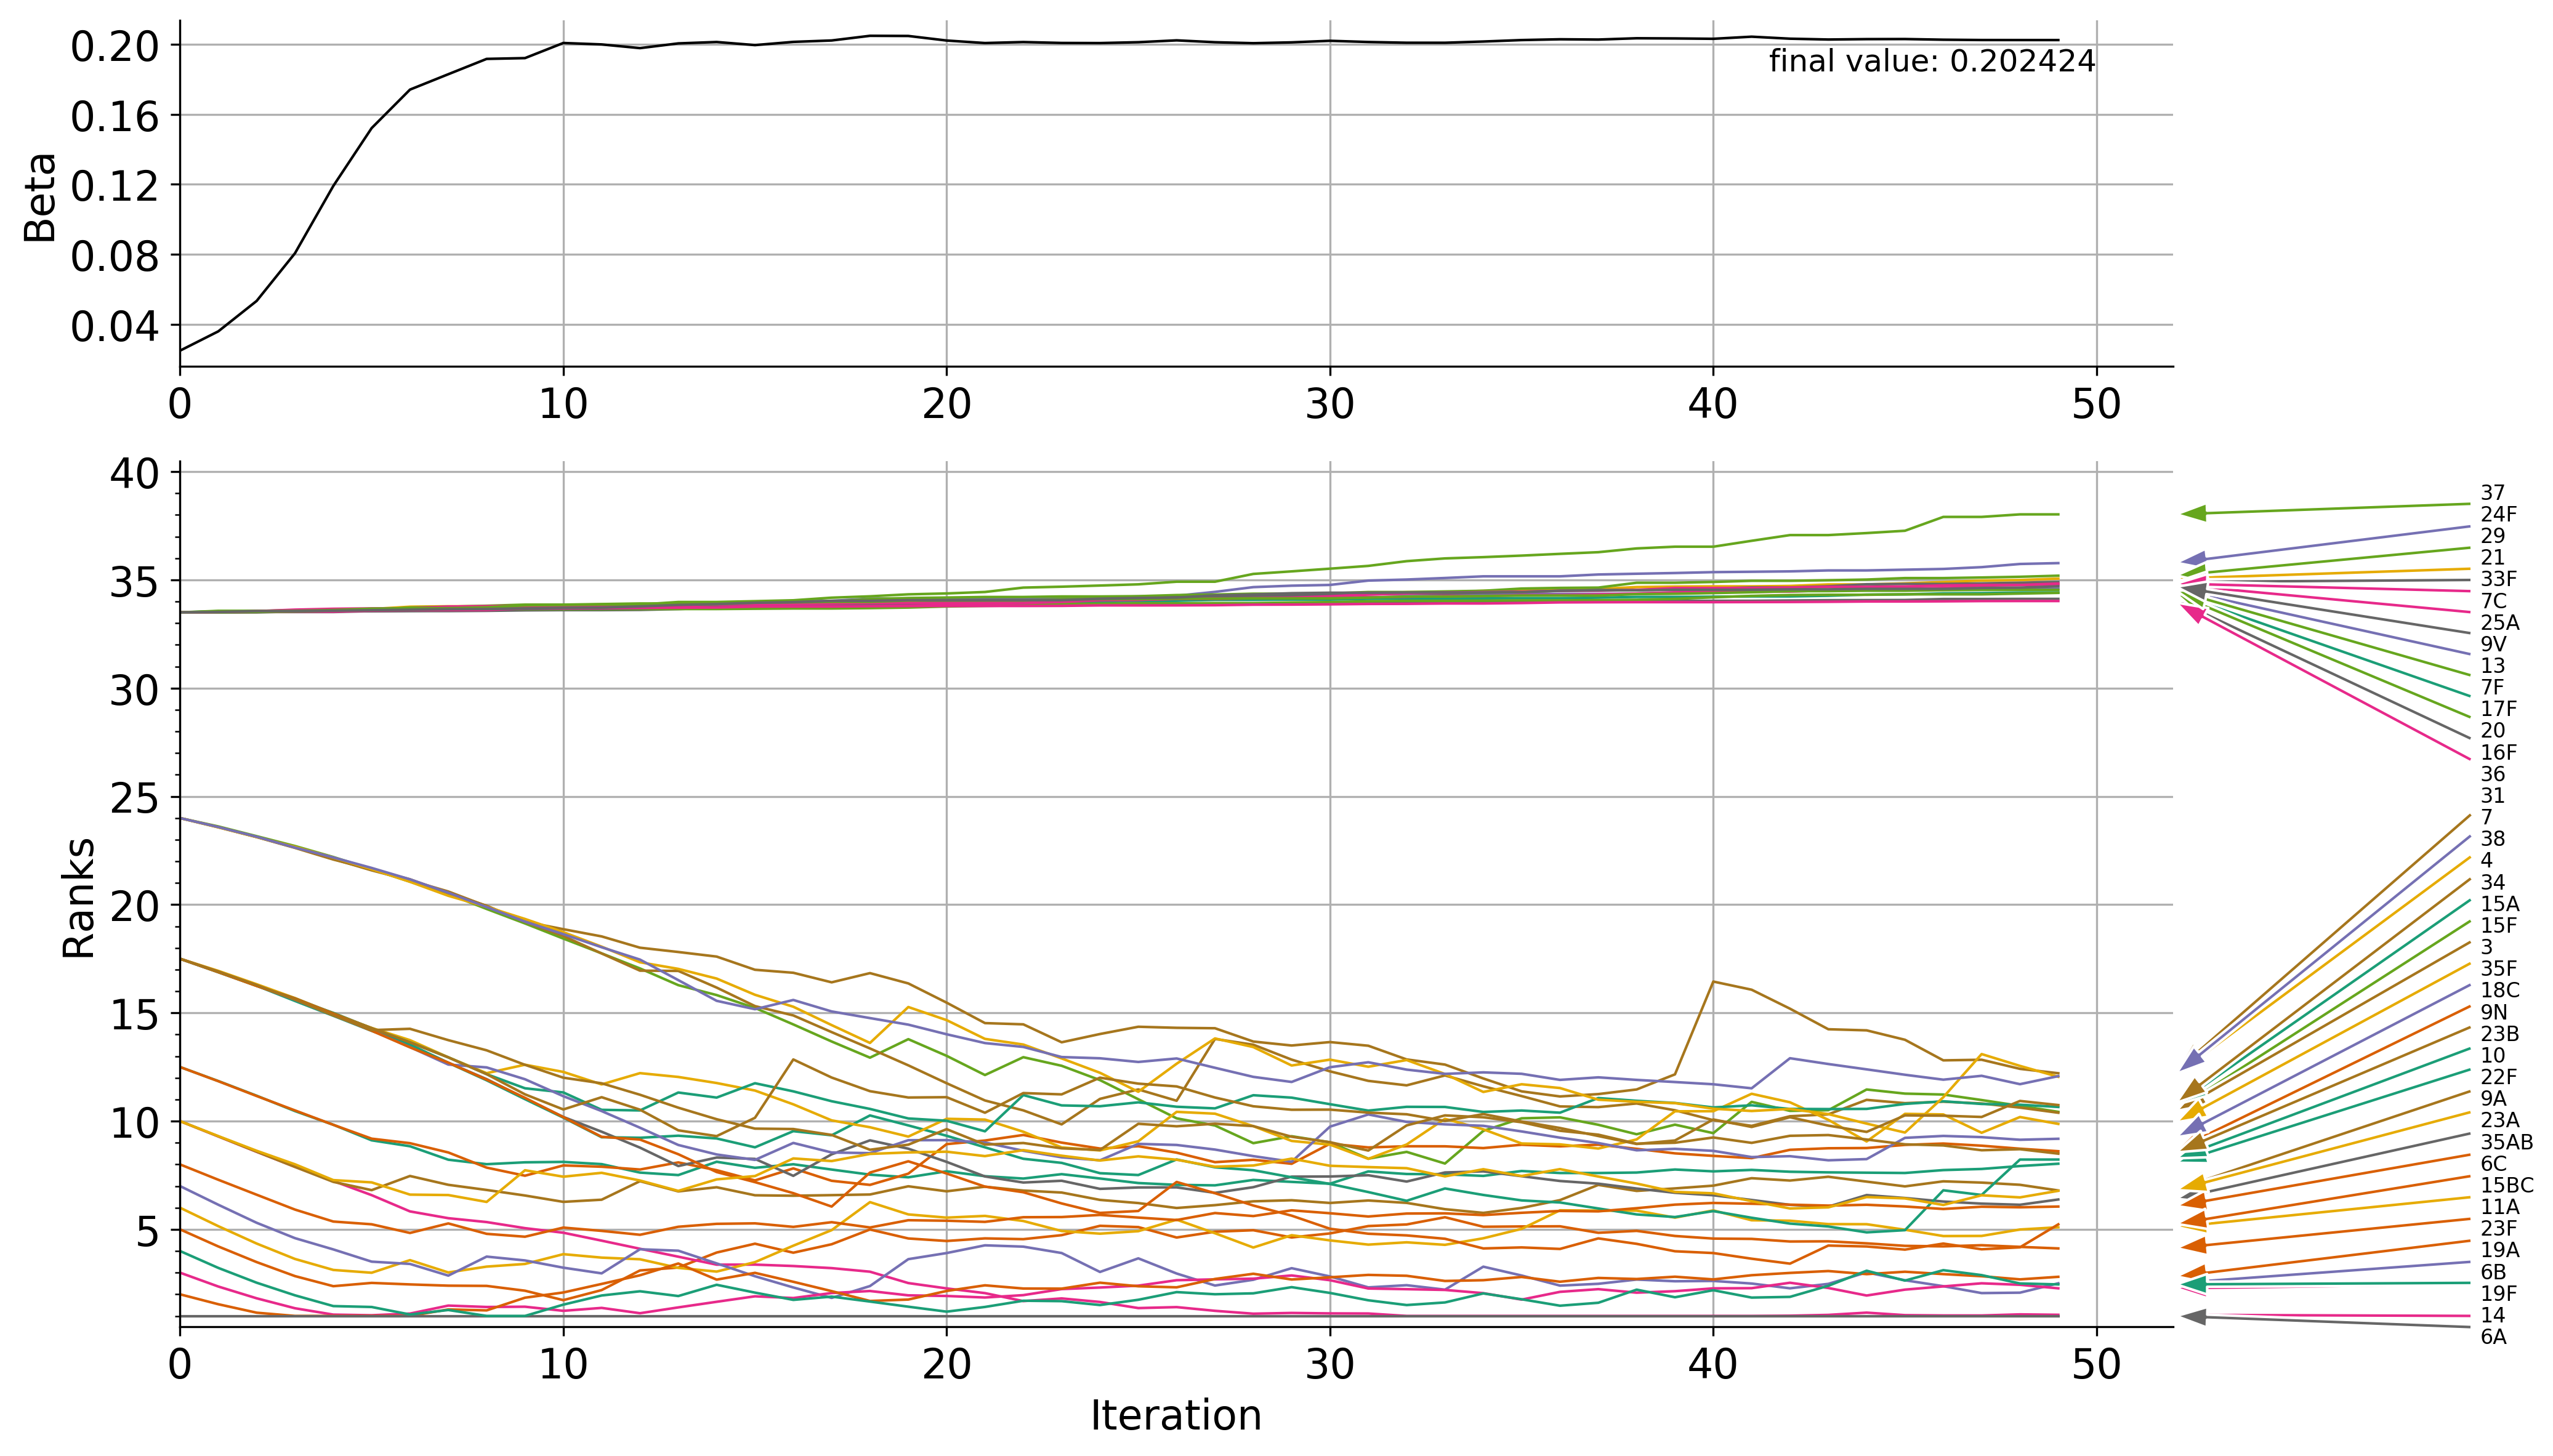 0.20
0.16
0.12
0.08
0.04
Beta
final value: 0.202424
0 10 20 30 40 50
40
35
30
25
20
15
10
5
Ranks
0 10 20 30 40 50
Iteration
37
24F
29
21
33F
7C
25A
9V
13
7F
17F
20
16F
36
31
7
38
4
34
15A
15F
3
35F
18C
9N
23B
10
22F
9A
23A
35AB
6C
15BC
11A
23F
19A
6B
19F
14
6A